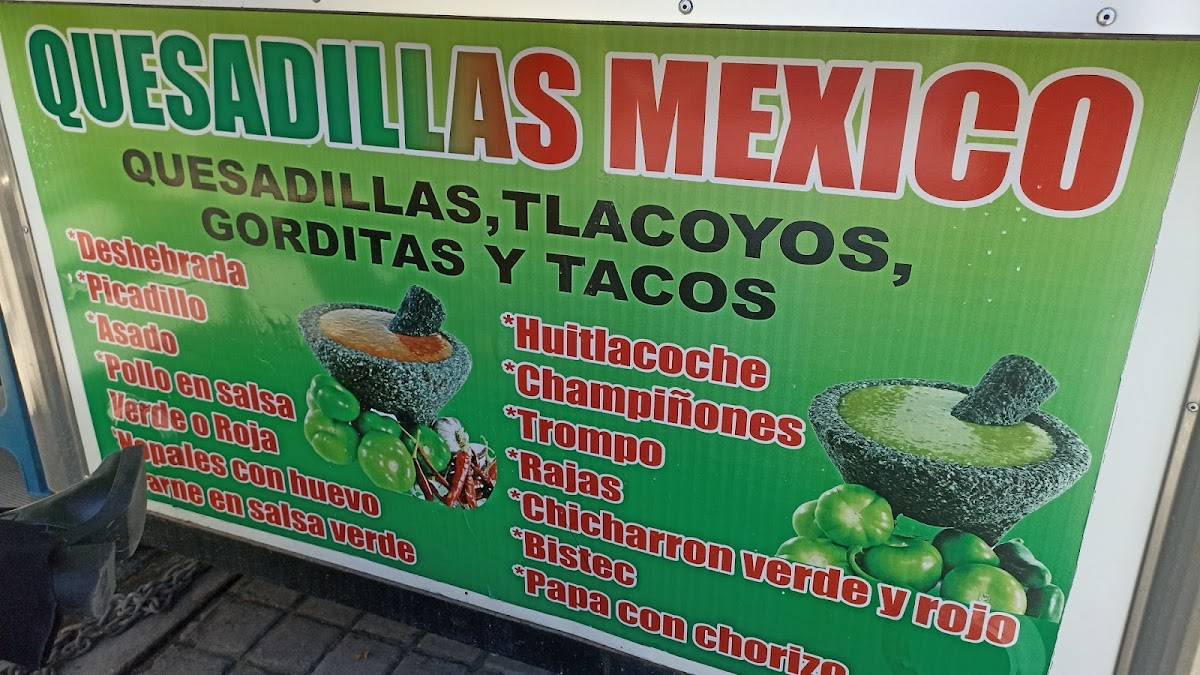 QUESADILLAS MEXICO
QUESADILLAS, TLACOYOS,
GORDITAS Y TACOS
*Deshebrada
*Picadillo
*Asado
*Pollo en salsa
Verde o Roja
*Nopales con huevo
arne en salsa verde
*Huitlacoche
*Champiñones
*Trompo
*Rajas
*Chicharron verde y rojo
*Bistec
*Papa con chorizo